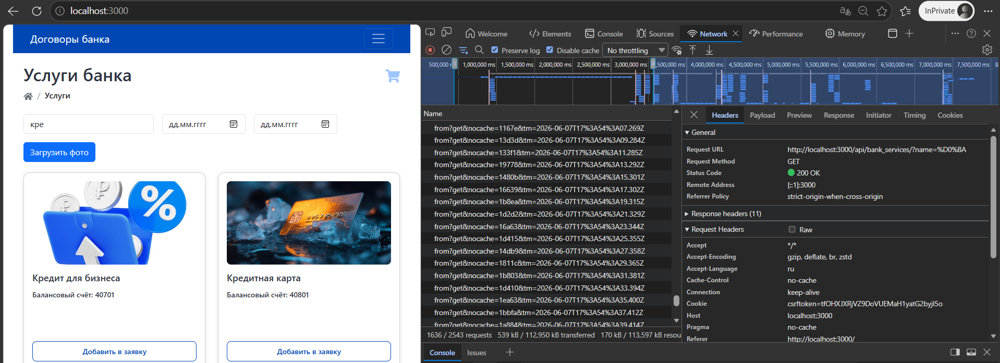 localhost:3000
InPrivate
Договоры банка
Услуги банка
/ Услуги
кре
дд.мм.гггг
дд.мм.гггг
Загрузить фото
Кредит для бизнеса
Балансовый счёт: 40701
Добавить в заявку
Кредитная карта
Балансовый счёт: 40801
Добавить в заявку
Welcome
Elements
Console
Sources
Network
Performance
Memory
Preserve log
Disable cache
No throttling
1,000,000 ms
1,500,000 ms
2,000,000 ms
2,500,000 ms
3,000,000 ms
4,000,000 ms
4,500,000 ms
5,000,000 ms
5,500,000 ms
6,000,000 ms
6,500,000 ms
7,000,000 ms
7,500,000 ms
Name
from?get&nocache=1167e&tm=2026-06-07T17%3A54%3A07.269Z
from?get&nocache=13d3d&tm=2026-06-07T17%3A54%3A09.284Z
from?get&nocache=133f1&tm=2026-06-07T17%3A54%3A11.285Z
from?get&nocache=19778&tm=2026-06-07T17%3A54%3A13.292Z
from?get&nocache=1480b&tm=2026-06-07T17%3A54%3A15.301Z
from?get&nocache=16639&tm=2026-06-07T17%3A54%3A17.302Z
from?get&nocache=1b8ea&tm=2026-06-07T17%3A54%3A19.315Z
from?get&nocache=1d2d2&tm=2026-06-07T17%3A54%3A21.329Z
from?get&nocache=16a63&tm=2026-06-07T17%3A54%3A23.344Z
from?get&nocache=1d415&tm=2026-06-07T17%3A54%3A25.355Z
from?get&nocache=14db9&tm=2026-06-07T17%3A54%3A27.358Z
from?get&nocache=1811c&tm=2026-06-07T17%3A54%3A29.365Z
from?get&nocache=1b803&tm=2026-06-07T17%3A54%3A31.381Z
from?get&nocache=1d410&tm=2026-06-07T17%3A54%3A33.394Z
from?get&nocache=1ea63&tm=2026-06-07T17%3A54%3A35.400Z
from?get&nocache=1bbfa&tm=2026-06-07T17%3A54%3A37.412Z
from?get&nocache=1a884&tm=2026-06-07T17%3A54%3A39.414Z
1636 / 2543 requests 539 kB / 112,950 kB transferred 170 kB / 113,597 kB resou
Headers
Payload
Preview
Response
Initiator
Timing
Cookies
General
Request URL http://localhost:3000/api/bank_services/?name=%D0%BA
Request Method GET
Status Code 200 OK
Remote Address [::1]:3000
Referrer Policy strict-origin-when-cross-origin
Response headers (11)
Request Headers Raw
Accept */*
Accept-Encoding gzip, deflate, br, zstd
Accept-Language ru
Cache-Control no-cache
Connection keep-alive
Cookie csrftoken=tfOHXJXRjVZ9DoVUEMaH1yatG2byjI5o
Host localhost:3000
Pragma no-cache
Referer http://localhost:3000/
Console
Issues